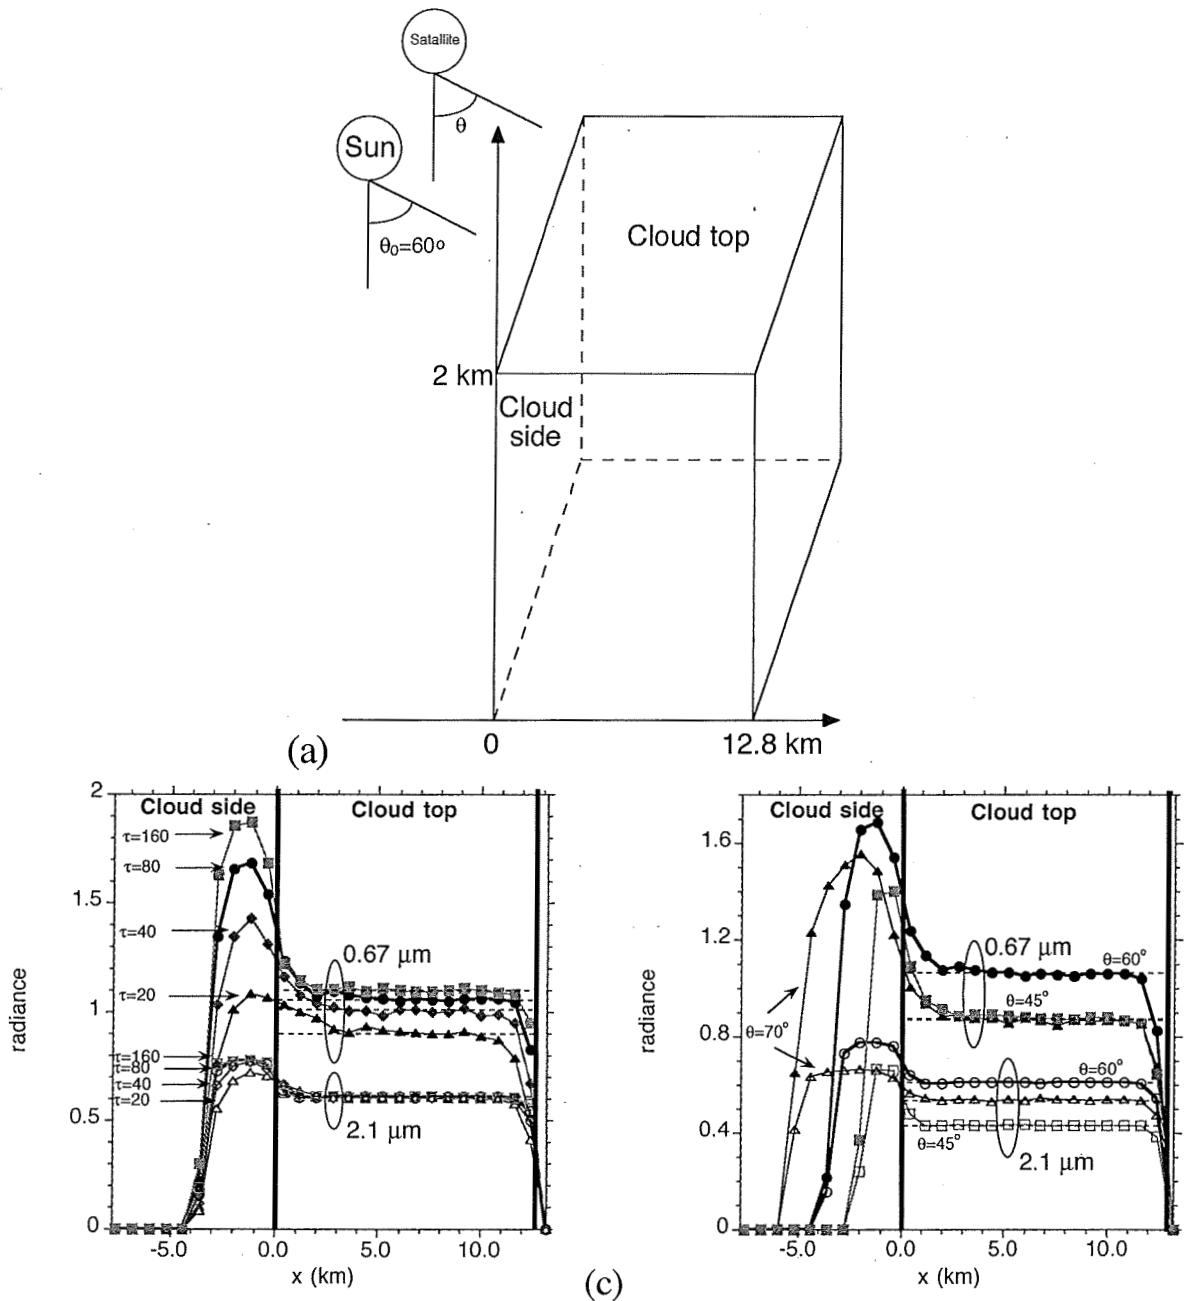 Satallite
θ
Sun
θ₀=60°
Cloud top
2 km
Cloud side
0
12.8 km
(a)
2
1.5
1
0.5
0
radiance
Cloud side
Cloud top
τ=160
τ=80
τ=40
τ=20
0.67 μm
τ=160
τ=80
τ=40
τ=20
2.1 μm
-5.0 0.0 5.0 10.0
x (km)
1.6
1.2
0.8
0.4
0
radiance
Cloud side
Cloud top
0.67 μm
θ=60°
θ=45°
θ=70°
θ=60°
θ=45°
2.1 μm
-5.0 0.0 5.0 10.0
x (km)
(c)